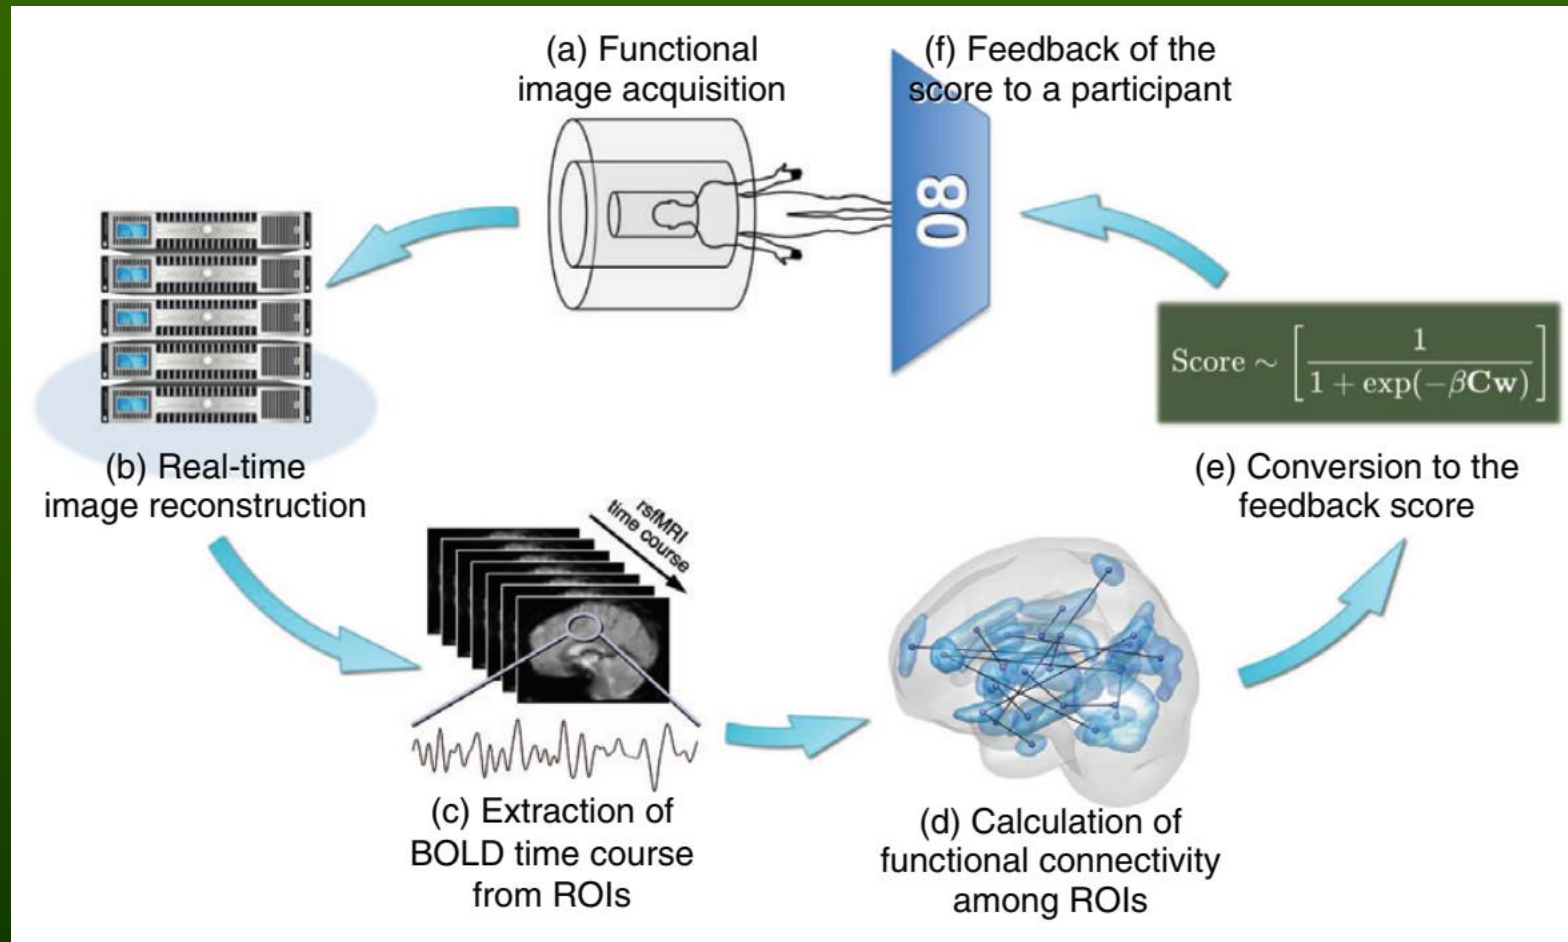 (a) Functional
image acquisition
(f) Feedback of the
score to a participant
80
Score ∼ [ 1 / (1 + exp(−βCw)) ]
(b) Real-time
image reconstruction
(e) Conversion to the
feedback score
rsfMRI
time course
(c) Extraction of
BOLD time course
from ROIs
(d) Calculation of
functional connectivity
among ROIs